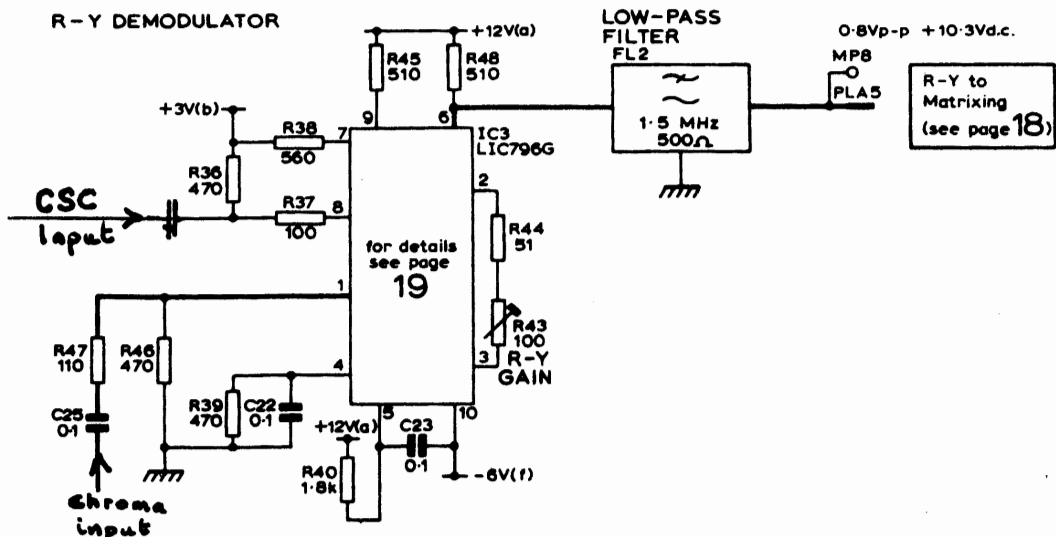 R-Y DEMODULATOR
LOW-PASS
FILTER
FL2
0·8Vp-p +10·3Vd.c.
MP8
PLA5
R-Y to
Matrixing
(see page 18)
+12V(a)
R45
510
R48
510
1·5 MHz
500Ω
+3V(b)
R38
560
7
9
6
IC3
LIC796G
R36
470
2
CSC
Input
R37
100
8
R44
51
for details
see page
19
1
R43
100
R-Y
GAIN
3
R47
110
R46
470
4
R39
470
C22
0·1
5
10
C25
0·1
+12V(a)
C23
0·1
R40
1·8k
-6V(f)
Chroma
input